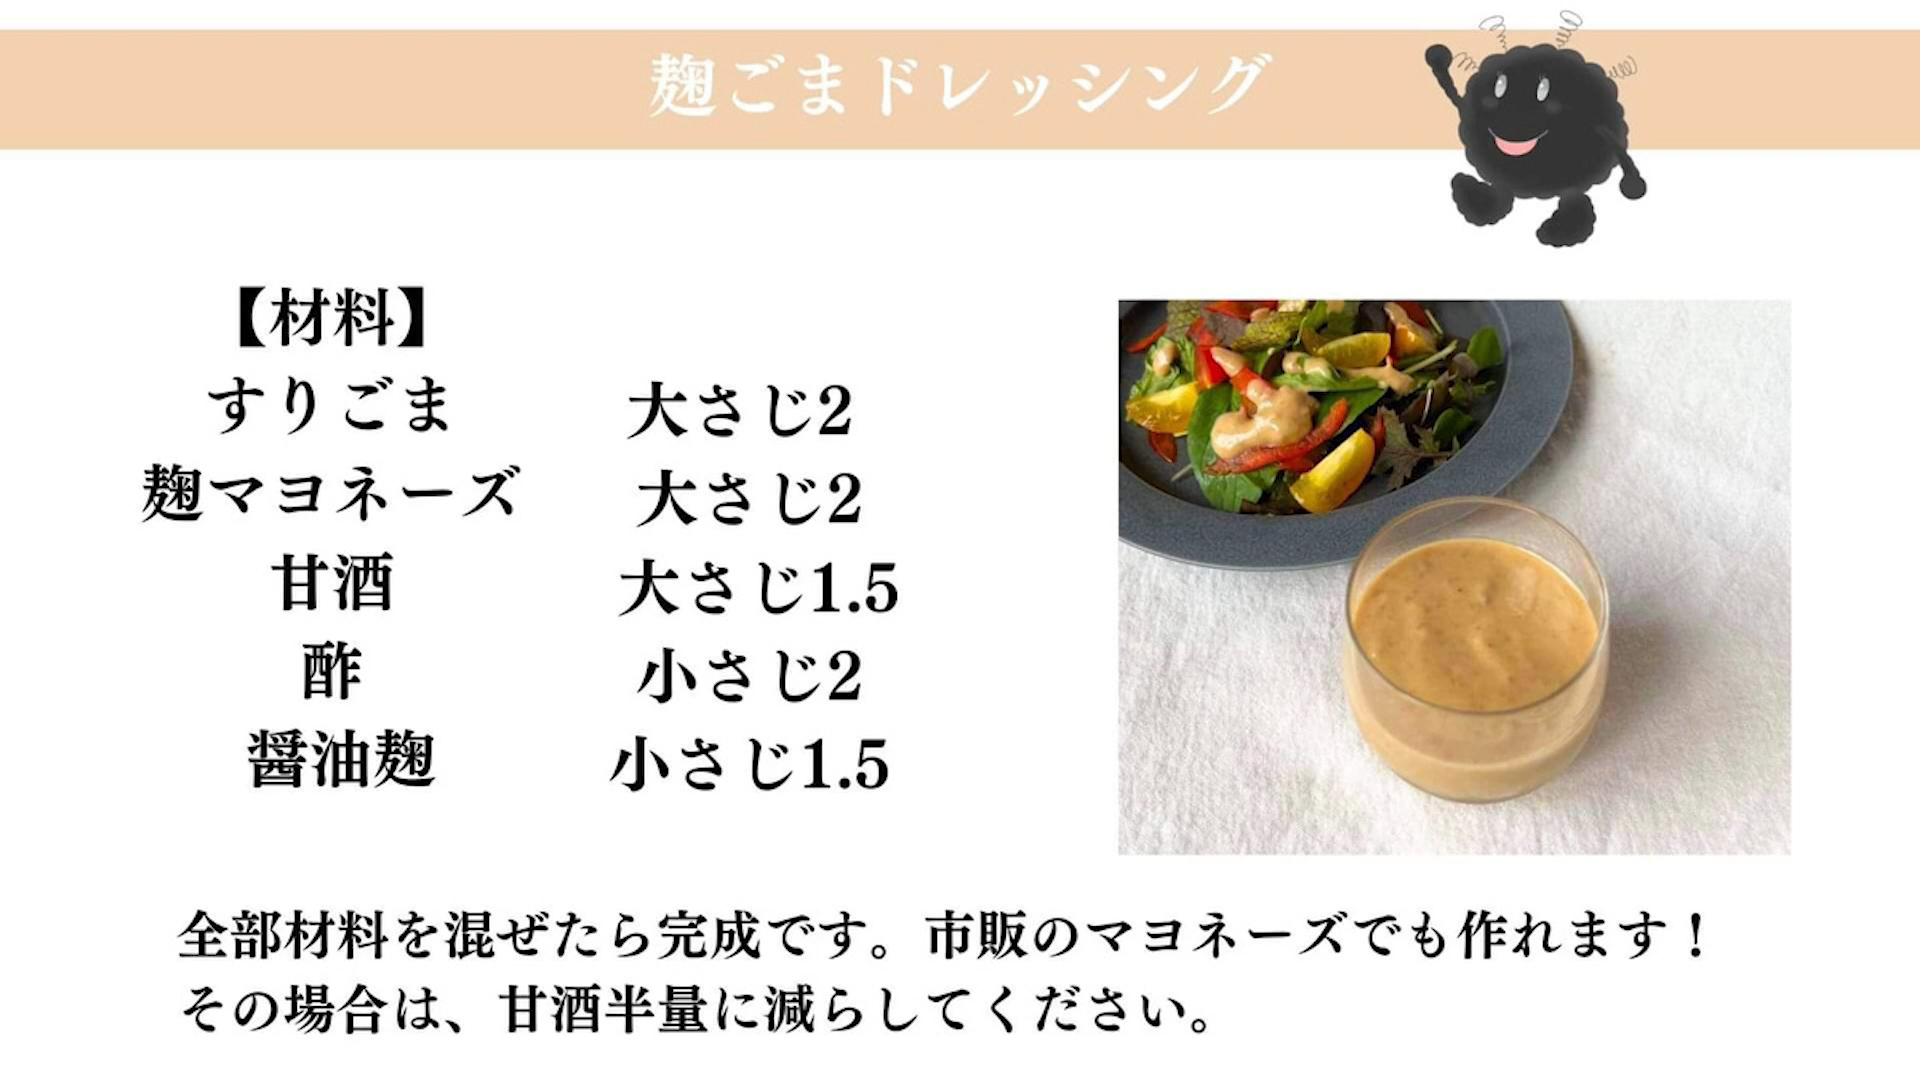 麹ごまドレッシング
【材料】
すりごま 大さじ2
麹マヨネーズ 大さじ2
甘酒 大さじ1.5
酢 小さじ2
醤油麹 小さじ1.5
全部材料を混ぜたら完成です。市販のマヨネーズでも作れます！
その場合は、甘酒半量に減らしてください。